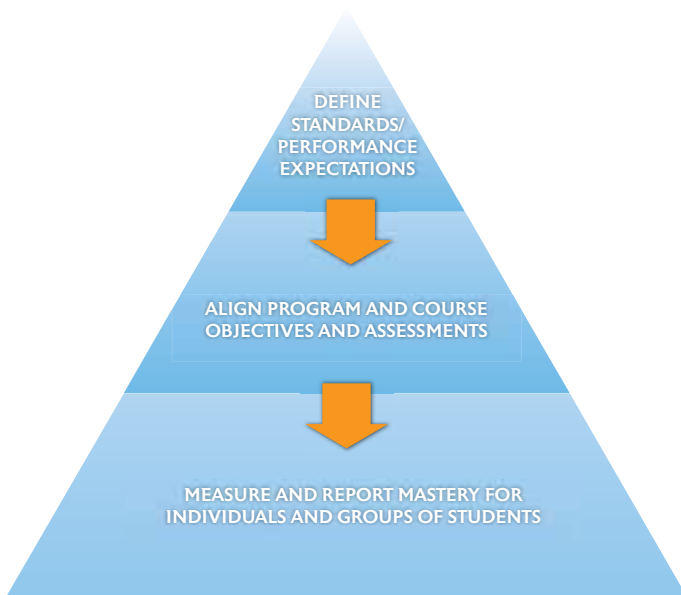 DEFINE
STANDARDS/
PERFORMANCE
EXPECTATIONS
ALIGN PROGRAM AND COURSE
OBJECTIVES AND ASSESSMENTS
MEASURE AND REPORT MASTERY FOR
INDIVIDUALS AND GROUPS OF STUDENTS